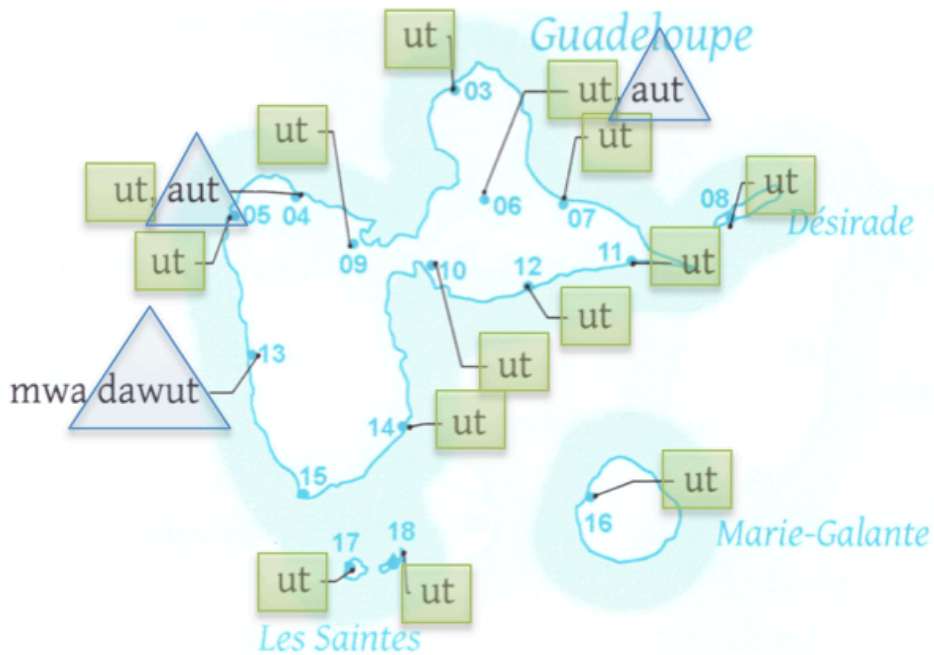 Guadeloupe
ut
03
ut, aut
ut
ut
ut, aut
05
04
06
07
08
ut
Désirade
ut
09
10
12
11
ut
ut
13
ut
mwa dawut
14
ut
15
16
ut
Marie-Galante
17
18
ut
ut
Les Saintes